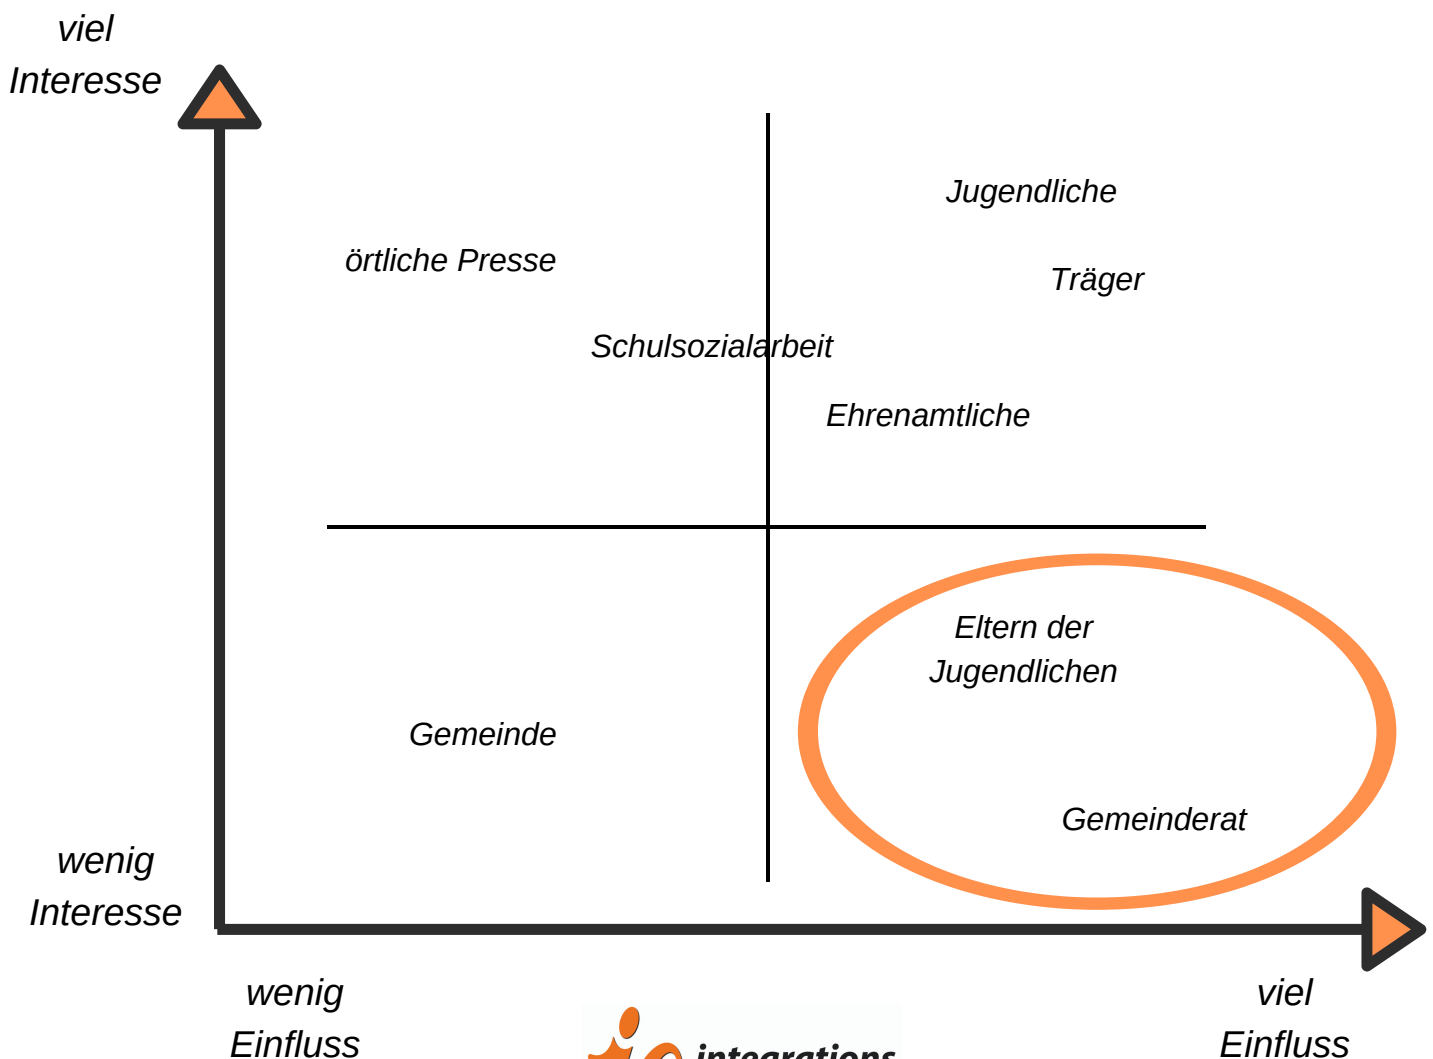 viel
Interesse
Jugendliche
örtliche Presse
Träger
Schulsozialarbeit
Ehrenamtliche
Eltern der
Jugendlichen
Gemeinde
Gemeinderat
wenig
Interesse
wenig
Einfluss
viel
Einfluss
integrations